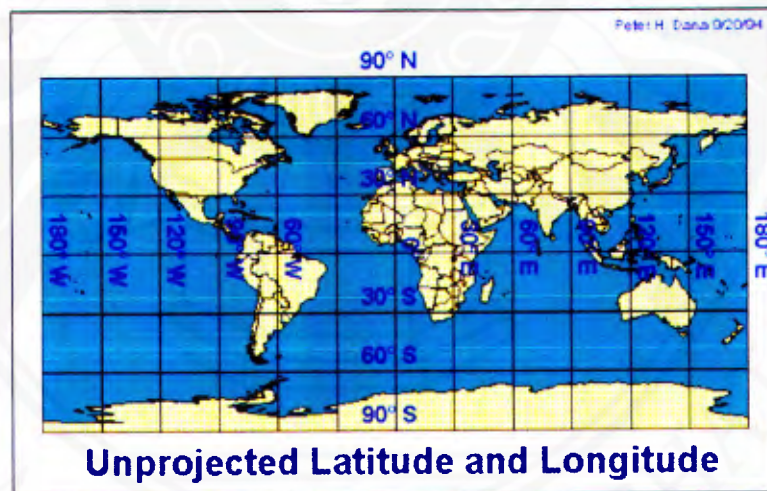 Peter H. Dana 9/20/94
90° N
60° N
30° N
180° W
150° W
120° W
90° W
60° W
0°
30° E
60° E
90° E
120° E
150° E
180° E
30° S
60° S
90° S
Unprojected Latitude and Longitude